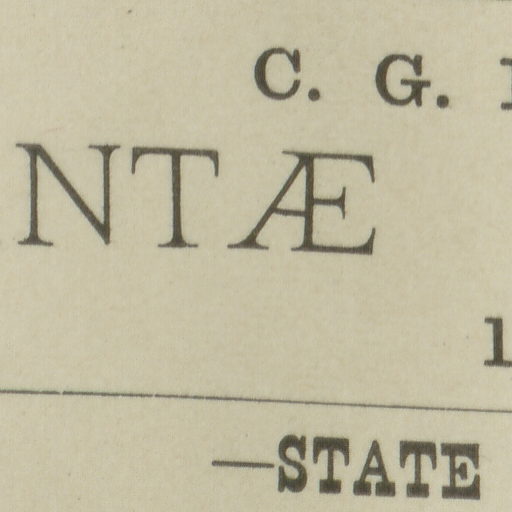 C. G.
NTÆ
—STATE